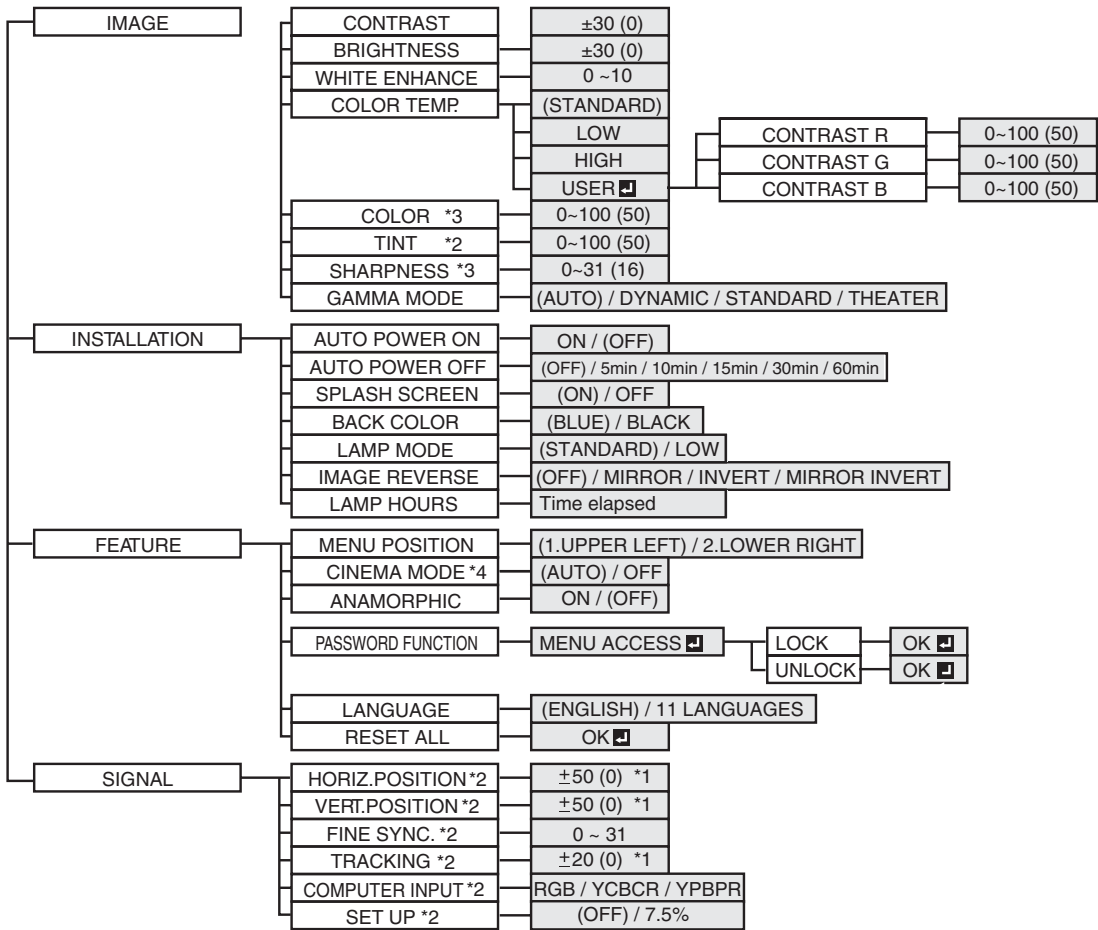 IMAGE CONTRAST ±30 (0)
BRIGHTNESS ±30 (0)
WHITE ENHANCE 0 ~10
COLOR TEMP. (STANDARD)
LOW CONTRAST R 0~100 (50)
HIGH CONTRAST G 0~100 (50)
USER CONTRAST B 0~100 (50)
COLOR *3 0~100 (50)
TINT *2 0~100 (50)
SHARPNESS *3 0~31 (16)
GAMMA MODE (AUTO) / DYNAMIC / STANDARD / THEATER
INSTALLATION AUTO POWER ON ON / (OFF)
AUTO POWER OFF (OFF) / 5min / 10min / 15min / 30min / 60min
SPLASH SCREEN (ON) / OFF
BACK COLOR (BLUE) / BLACK
LAMP MODE (STANDARD) / LOW
IMAGE REVERSE (OFF) / MIRROR / INVERT / MIRROR INVERT
LAMP HOURS Time elapsed
FEATURE MENU POSITION (1.UPPER LEFT) / 2.LOWER RIGHT
CINEMA MODE *4 (AUTO) / OFF
ANAMORPHIC ON / (OFF)
PASSWORD FUNCTION MENU ACCESS LOCK OK
UNLOCK OK
LANGUAGE (ENGLISH) / 11 LANGUAGES
RESET ALL OK
SIGNAL HORIZ.POSITION *2 ±50 (0) *1
VERT.POSITION *2 ±50 (0) *1
FINE SYNC. *2 0 ~ 31
TRACKING *2 ±20 (0) *1
COMPUTER INPUT *2 RGB / YCBCR / YPBPR
SET UP *2 (OFF) / 7.5%